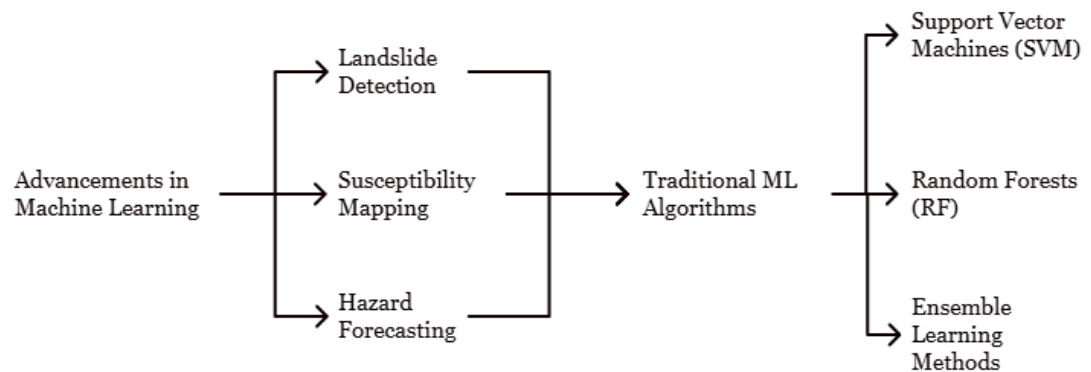 Advancements in
Machine Learning
Landslide
Detection
Susceptibility
Mapping
Hazard
Forecasting
Traditional ML
Algorithms
Support Vector
Machines (SVM)
Random Forests
(RF)
Ensemble
Learning
Methods